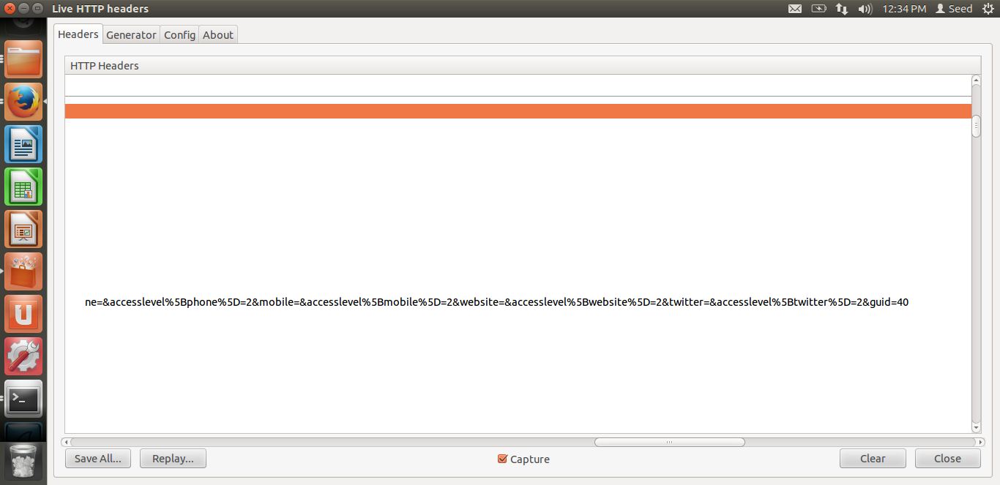 Live HTTP headers
12:34 PM
Seed
Headers
Generator
Config
About
HTTP Headers
ne=&accesslevel%5Bphone%5D=2&mobile=&accesslevel%5Bmobile%5D=2&website=&accesslevel%5Bwebsite%5D=2&twitter=&accesslevel%5Btwitter%5D=2&guid=40
Save All...
Replay...
Capture
Clear
Close